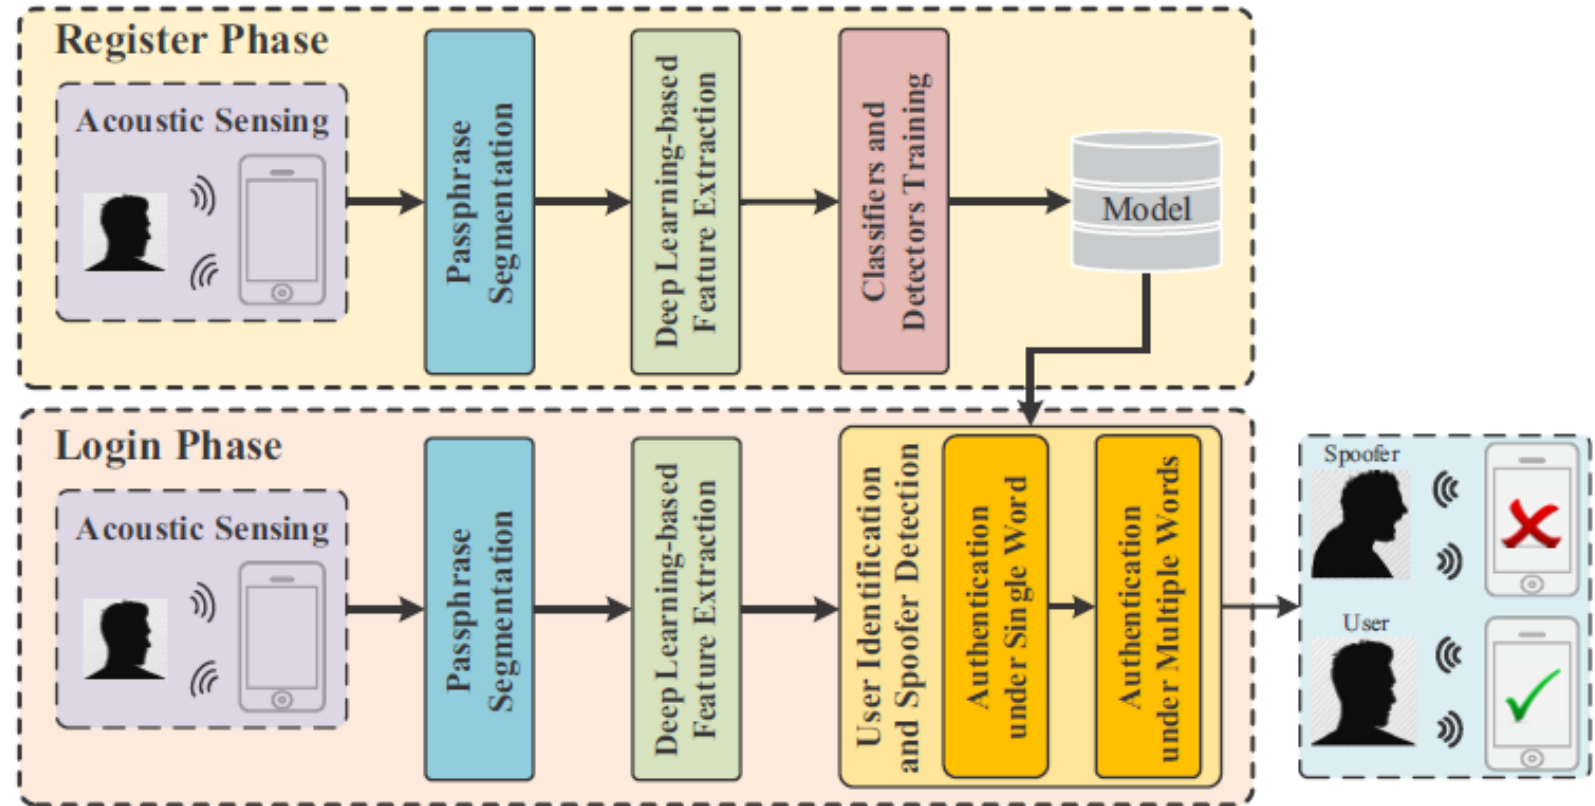 Register Phase
Acoustic Sensing
Passphrase
Segmentation
Deep Learning-based
Feature Extraction
Classifiers and
Detectors Training
Model
Login Phase
Acoustic Sensing
Passphrase
Segmentation
Deep Learning-based
Feature Extraction
User Identification
and Spoofer Detection
Authentication
under Single Word
Authentication
under Multiple Words
Spoofer
User